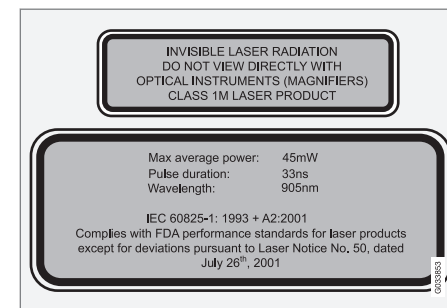 INVISIBLE LASER RADIATION
DO NOT VIEW DIRECTLY WITH
OPTICAL INSTRUMENTS (MAGNIFIERS)
CLASS 1M LASER PRODUCT
Max average power: 45mW
Pulse duration: 33ns
Wavelength: 905nm
IEC 60825-1: 1993 + A2:2001
Complies with FDA performance standards for laser products
except for deviations pursuant to Laser Notice No. 50, dated
July 26th, 2001
G033853